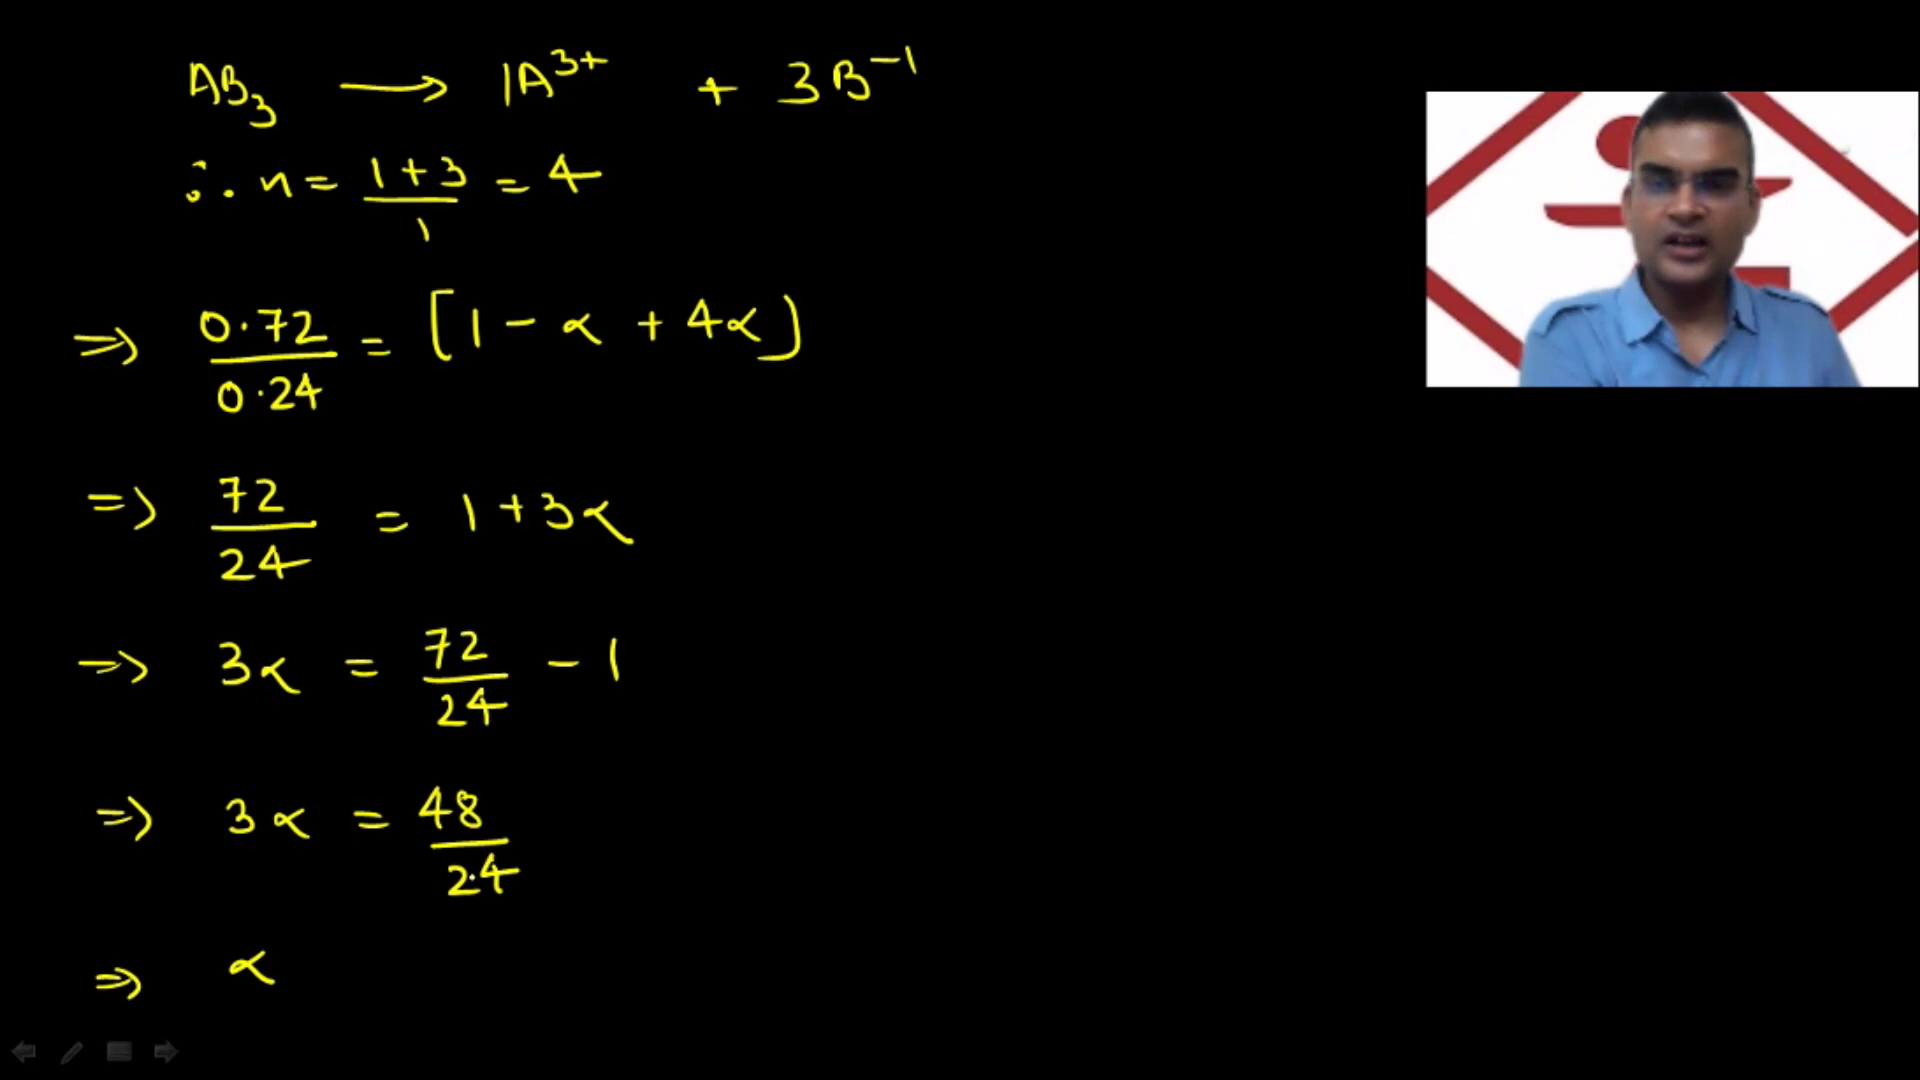 AB₃ ⟶ 1A³⁺ + 3B⁻¹
∴ n = (1+3)/1 = 4
⇒ 0.72/0.24 = [1 − α + 4α]
⇒ 72/24 = 1 + 3α
⇒ 3α = 72/24 − 1
⇒ 3α = 48/24
⇒ α